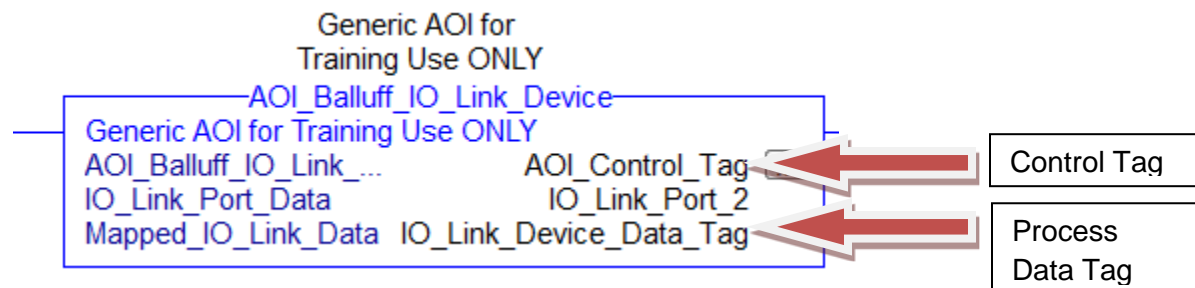 Generic AOI for
Training Use ONLY
AOI_Balluff_IO_Link_Device
Generic AOI for Training Use ONLY
AOI_Balluff_IO_Link_... AOI_Control_Tag
IO_Link_Port_Data IO_Link_Port_2
Mapped_IO_Link_Data IO_Link_Device_Data_Tag
Control Tag
Process
Data Tag